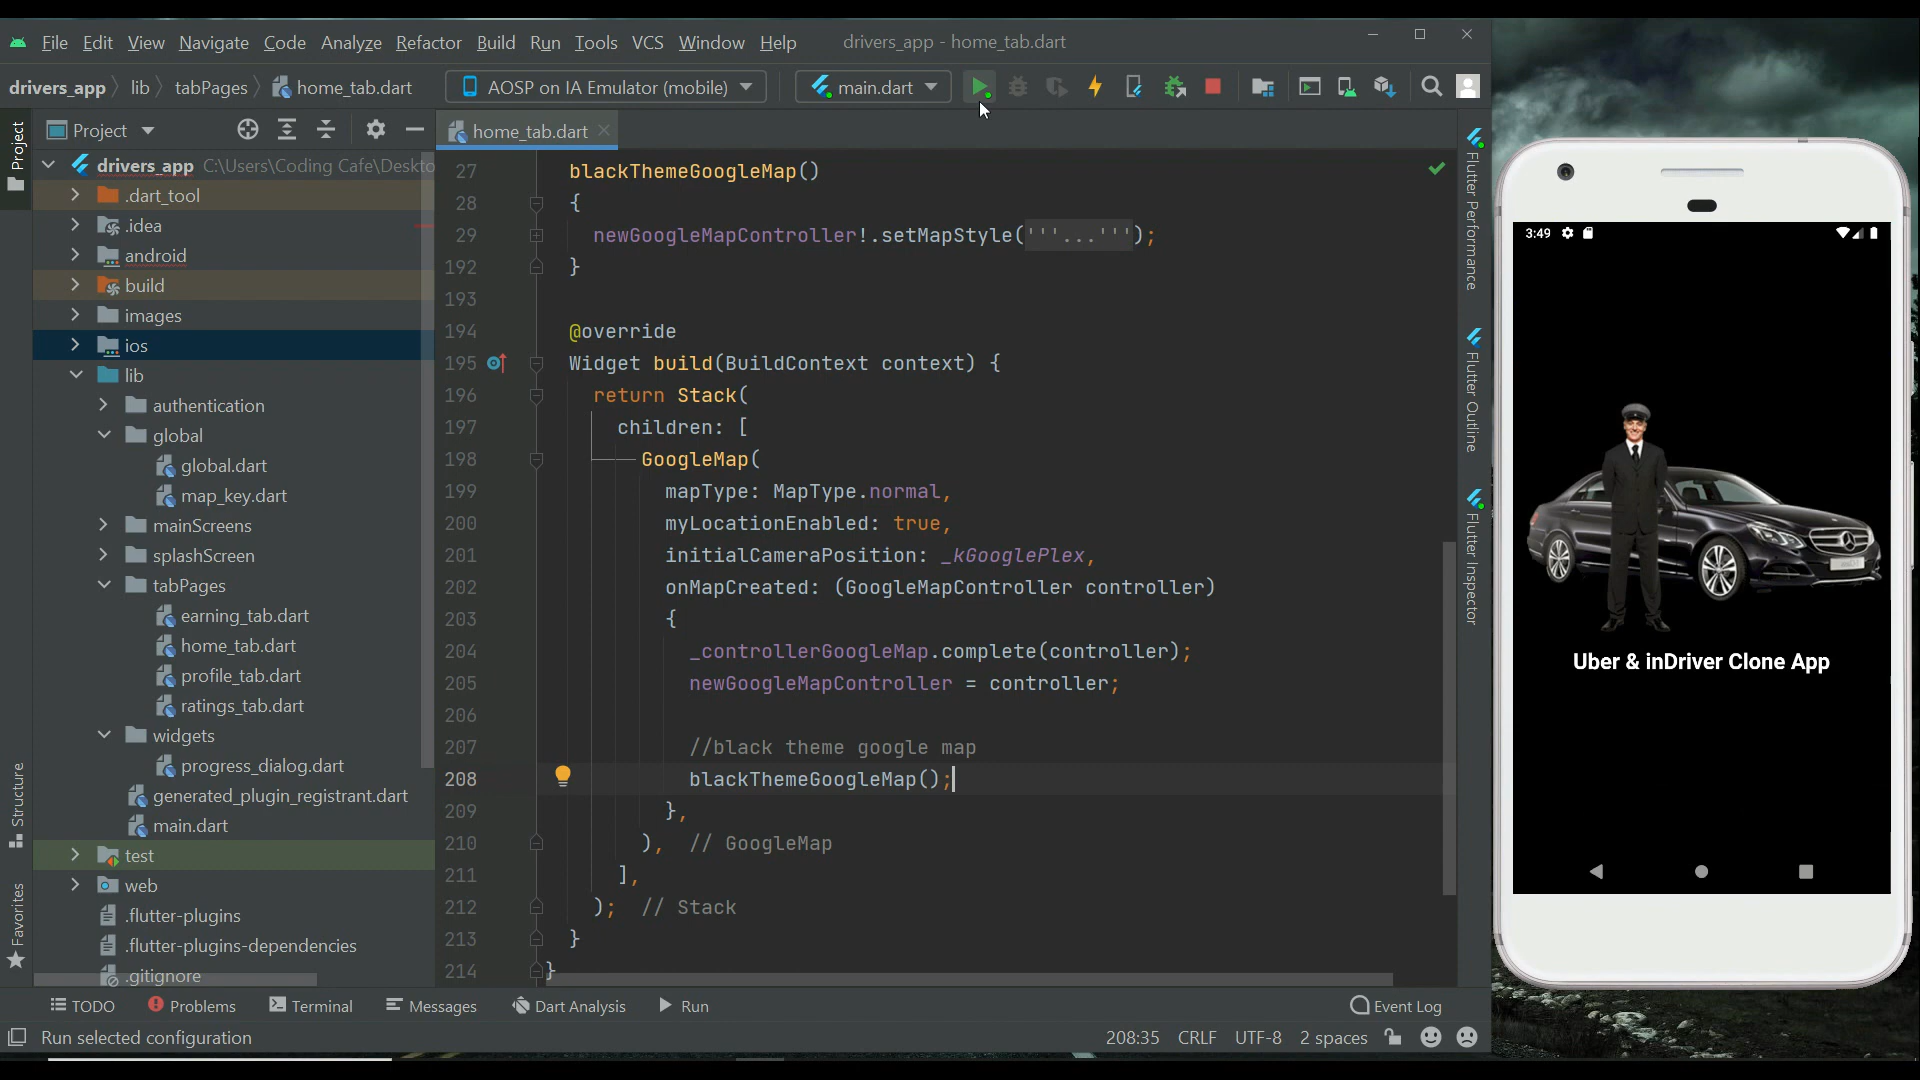 File Edit View Navigate Code Analyze Refactor Build Run Tools VCS Window Help drivers_app - home_tab.dart
drivers_app lib tabPages home_tab.dart AOSP on IA Emulator (mobile) main.dart
Project
Project
home_tab.dart
drivers_app C:\Users\Coding Cafe\Deskto
.dart_tool
.idea
android
build
images
ios
lib
authentication
global
global.dart
map_key.dart
mainScreens
splashScreen
tabPages
earning_tab.dart
home_tab.dart
profile_tab.dart
ratings_tab.dart
widgets
progress_dialog.dart
generated_plugin_registrant.dart
main.dart
test
web
.flutter-plugins
.flutter-plugins-dependencies
.gitignore
Structure
Favorites
27 blackThemeGoogleMap()
28 {
29 newGoogleMapController!.setMapStyle('''...''');
192 }
193
194 @override
195 Widget build(BuildContext context) {
196 return Stack(
197 children: [
198 GoogleMap(
199 mapType: MapType.normal,
200 myLocationEnabled: true,
201 initialCameraPosition: _kGooglePlex,
202 onMapCreated: (GoogleMapController controller)
203 {
204 _controllerGoogleMap.complete(controller);
205 newGoogleMapController = controller;
206
207 //black theme google map
208 blackThemeGoogleMap();
209 },
210 ), // GoogleMap
211 ],
212 ); // Stack
213 }
214 }
Flutter Performance
Flutter Outline
Flutter Inspector
3:49
Uber & inDriver Clone App
TODO Problems Terminal Messages Dart Analysis Run Event Log
Run selected configuration 208:35 CRLF UTF-8 2 spaces